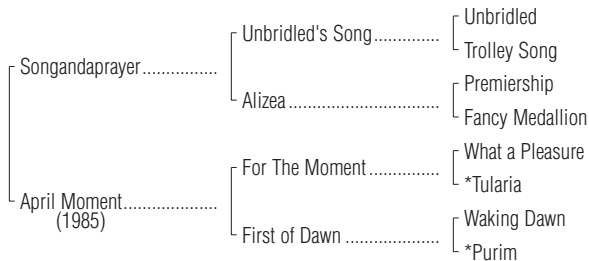 Unbridled
Unbridled's Song..............
Trolley Song
Songandaprayer................
Premiership
Alizea ................................
Fancy Medallion
What a Pleasure
For The Moment ...............
*Tularia
April Moment....................
(1985)
Waking Dawn
First of Dawn ....................
*Purim